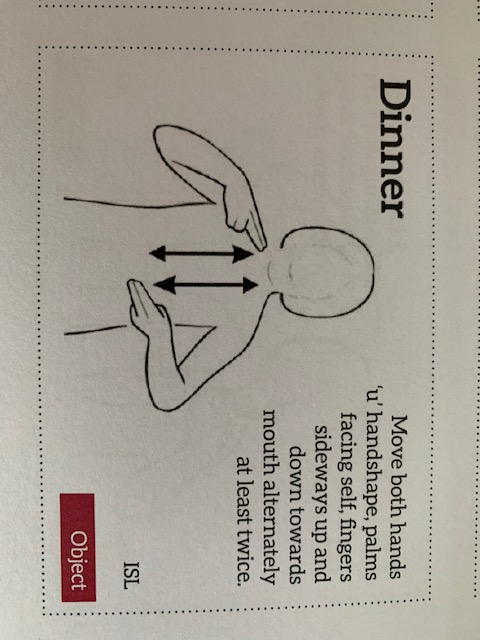 Dinner
Move both hands
'u' handshape, palms
facing self, fingers
sideways up and
down towards
mouth alternately
at least twice.
ISL
Object